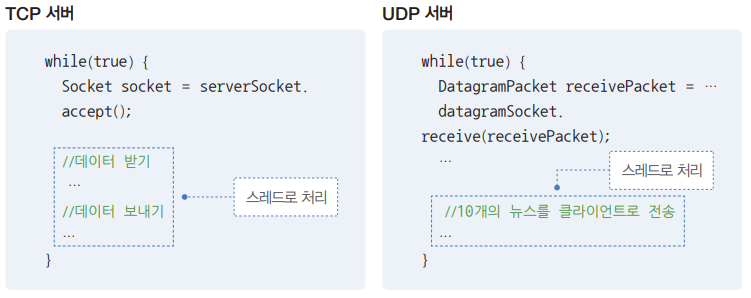 TCP 서버
while(true) {
Socket socket = serverSocket.
accept();
//데이터 받기
…
//데이터 보내기
…
}
스레드로 처리
UDP 서버
while(true) {
DatagramPacket receivePacket = …
datagramSocket.
receive(receivePacket);
…
스레드로 처리
//10개의 뉴스를 클라이언트로 전송
…
}